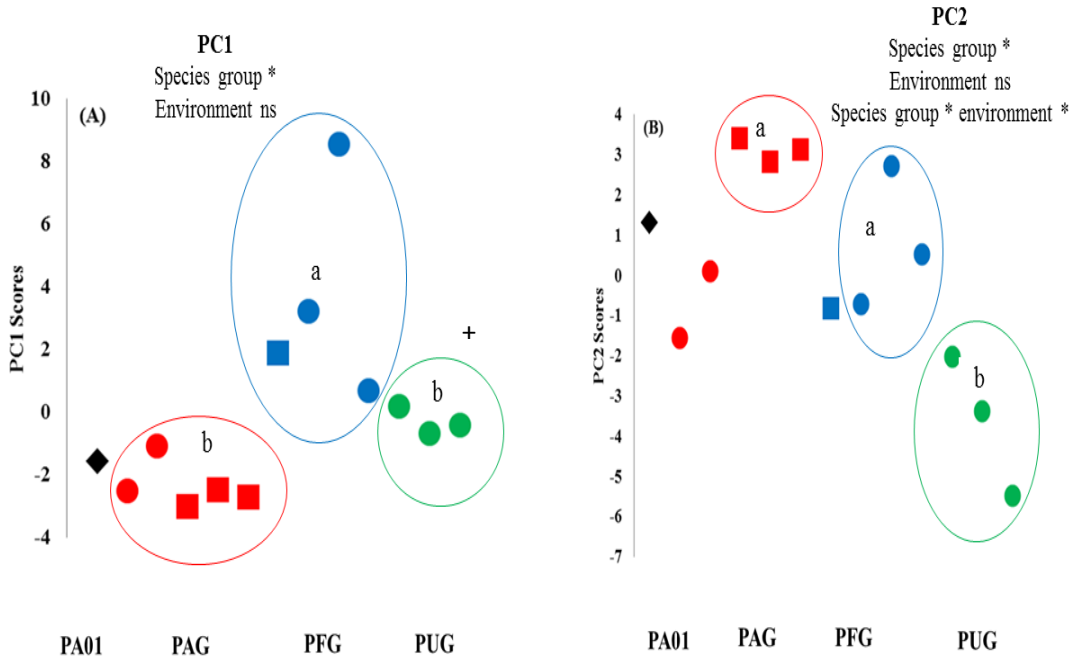 PC1
Species group *
Environment ns
(A)
10
8
6
4
2
0
-2
-4
PC1 Scores
a
b
b
+
PA01
PAG
PFG
PUG
PC2
Species group *
Environment ns
Species group * environment *
(B)
4
3
2
1
0
-1
-2
-3
-4
-5
-6
-7
PC2 Scores
a
a
b
PA01
PAG
PFG
PUG